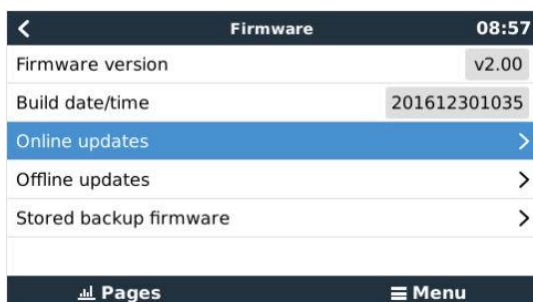 Firmware 08:57
Firmware version v2.00
Build date/time 201612301035
Online updates
Offline updates
Stored backup firmware
Pages Menu